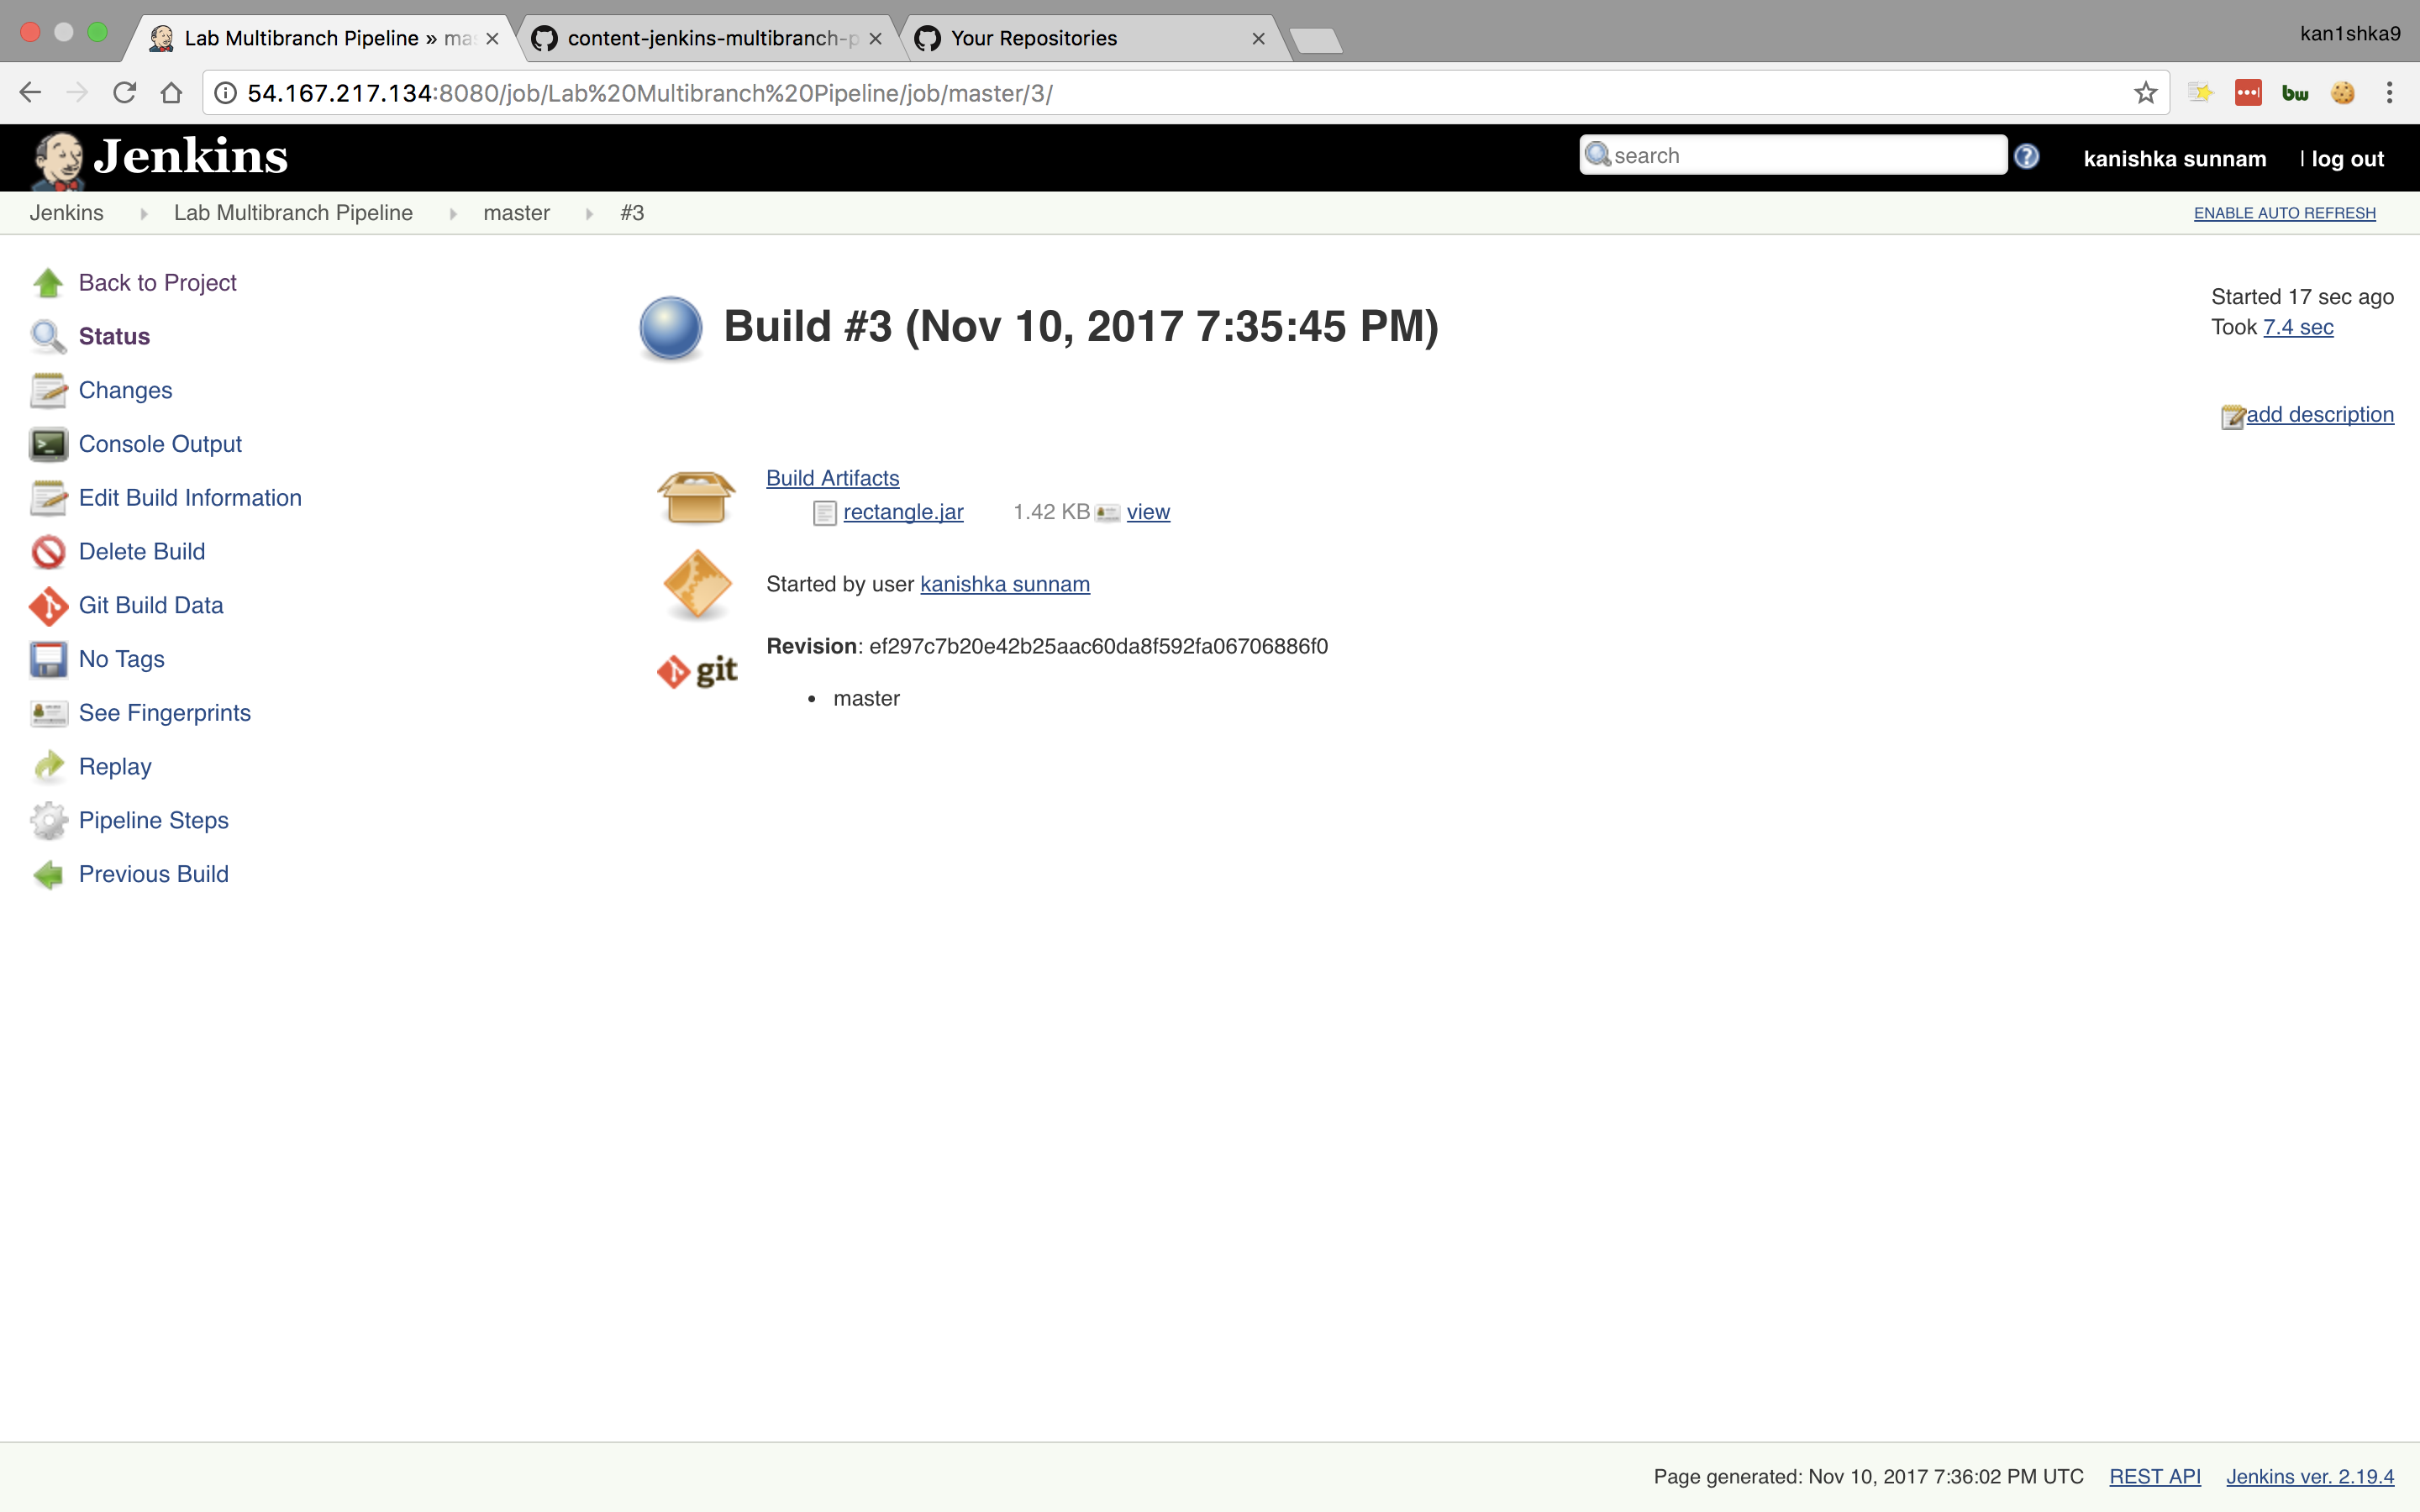 kan1shka9
Lab Multibranch Pipeline » mas
content-jenkins-multibranch-p
Your Repositories
54.167.217.134:8080/job/Lab%20Multibranch%20Pipeline/job/master/3/
bw
Jenkins
search
kanishka sunnam | log out
Jenkins Lab Multibranch Pipeline master #3
ENABLE AUTO REFRESH
Back to Project
Status
Changes
Console Output
Edit Build Information
Delete Build
Git Build Data
No Tags
See Fingerprints
Replay
Pipeline Steps
Previous Build
Build #3 (Nov 10, 2017 7:35:45 PM)
Started 17 sec ago
Took 7.4 sec
add description
Build Artifacts
rectangle.jar 1.42 KB view
Started by user kanishka sunnam
Revision: ef297c7b20e42b25aac60da8f592fa06706886f0
git
• master
Page generated: Nov 10, 2017 7:36:02 PM UTC REST API Jenkins ver. 2.19.4